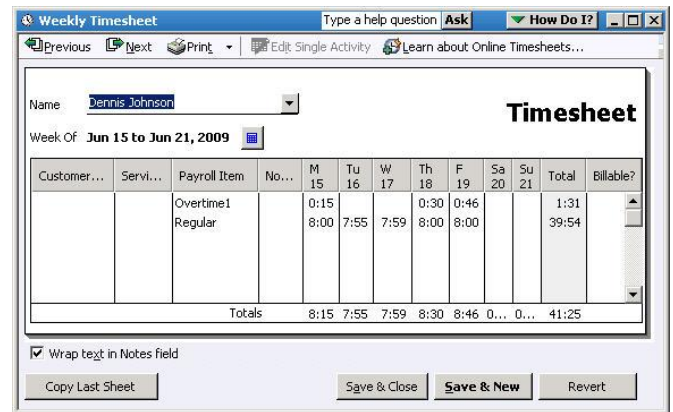 Weekly Timesheet Type a help question Ask How Do I?
Previous Next Print Edit Single Activity Learn about Online Timesheets...
Name Dennis Johnson Timesheet
Week Of Jun 15 to Jun 21, 2009
Customer... Servi... Payroll Item No... M 15 Tu 16 W 17 Th 18 F 19 Sa 20 Su 21 Total Billable?
Overtime1 0:15 0:30 0:46 1:31
Regular 8:00 7:55 7:59 8:00 8:00 39:54
Totals 8:15 7:55 7:59 8:30 8:46 0... 0... 41:25
Wrap text in Notes field
Copy Last Sheet Save & Close Save & New Revert